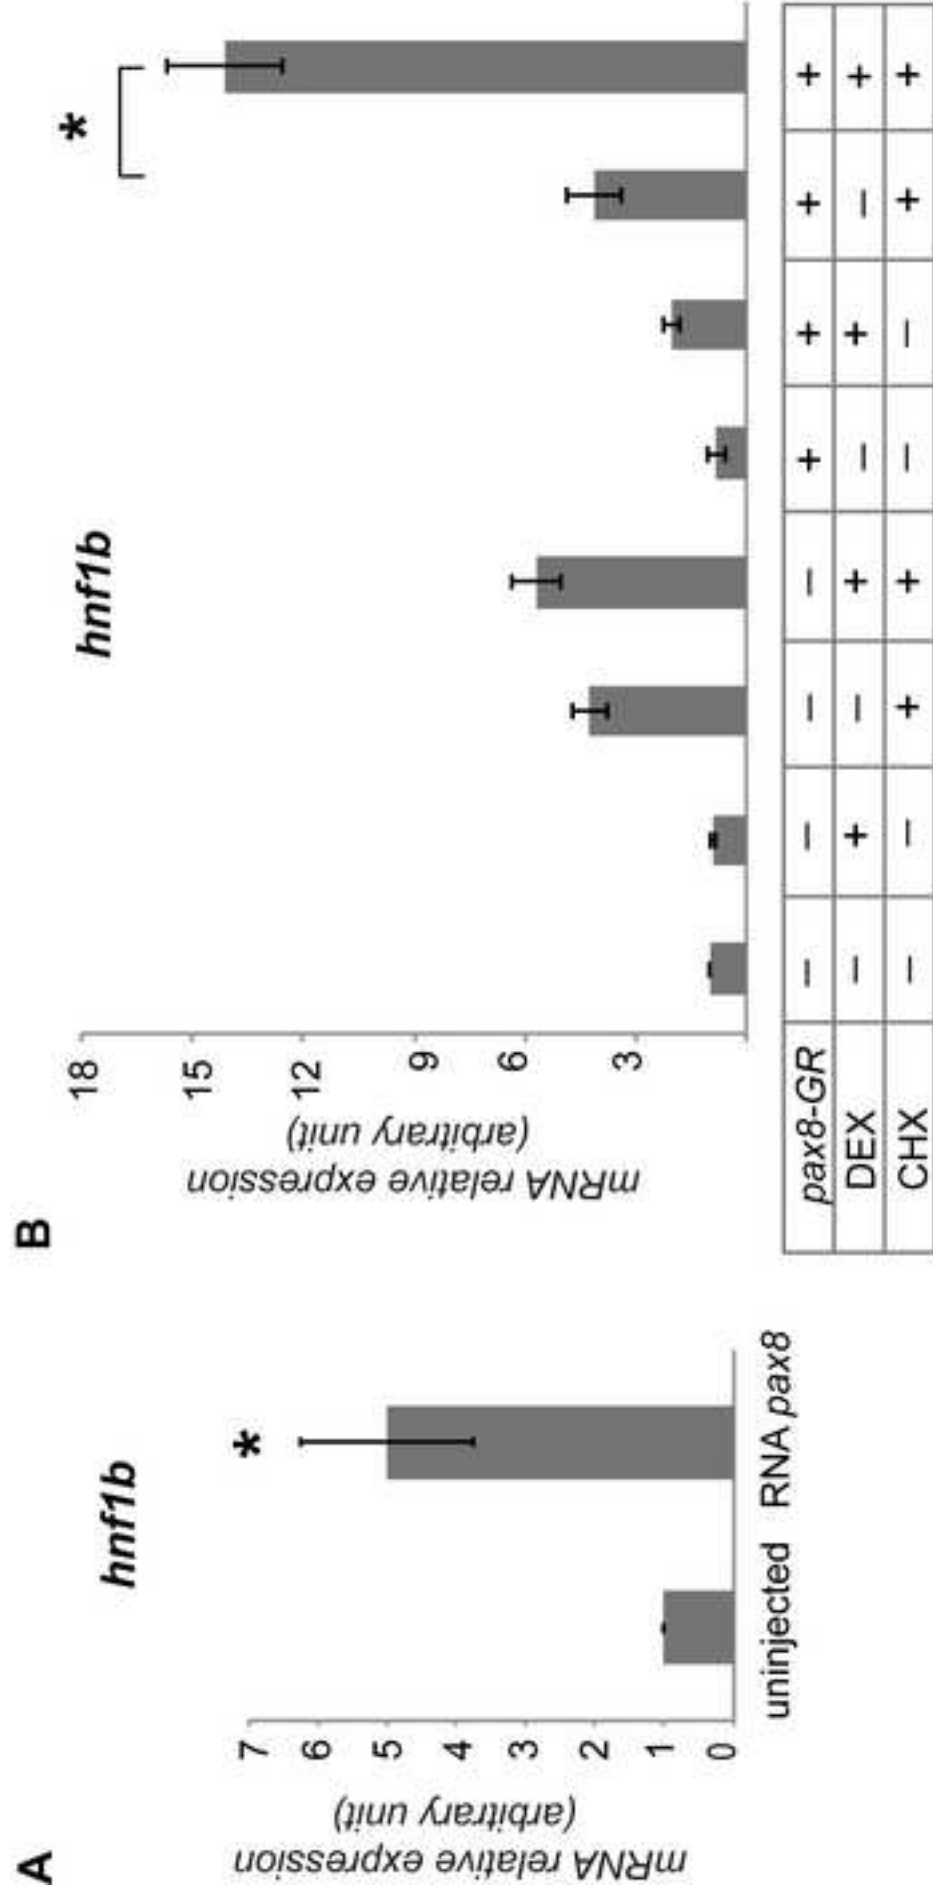 A
hnf1b
mRNA relative expression
(arbitrary unit)
7
6
5
4
3
2
1
0
*
uninjected RNA pax8
B
hnf1b
mRNA relative expression
(arbitrary unit)
18
15
12
9
6
3
*
pax8-GR – – – – + + + +
DEX – + – + – + – +
CHX – – + + – – + +